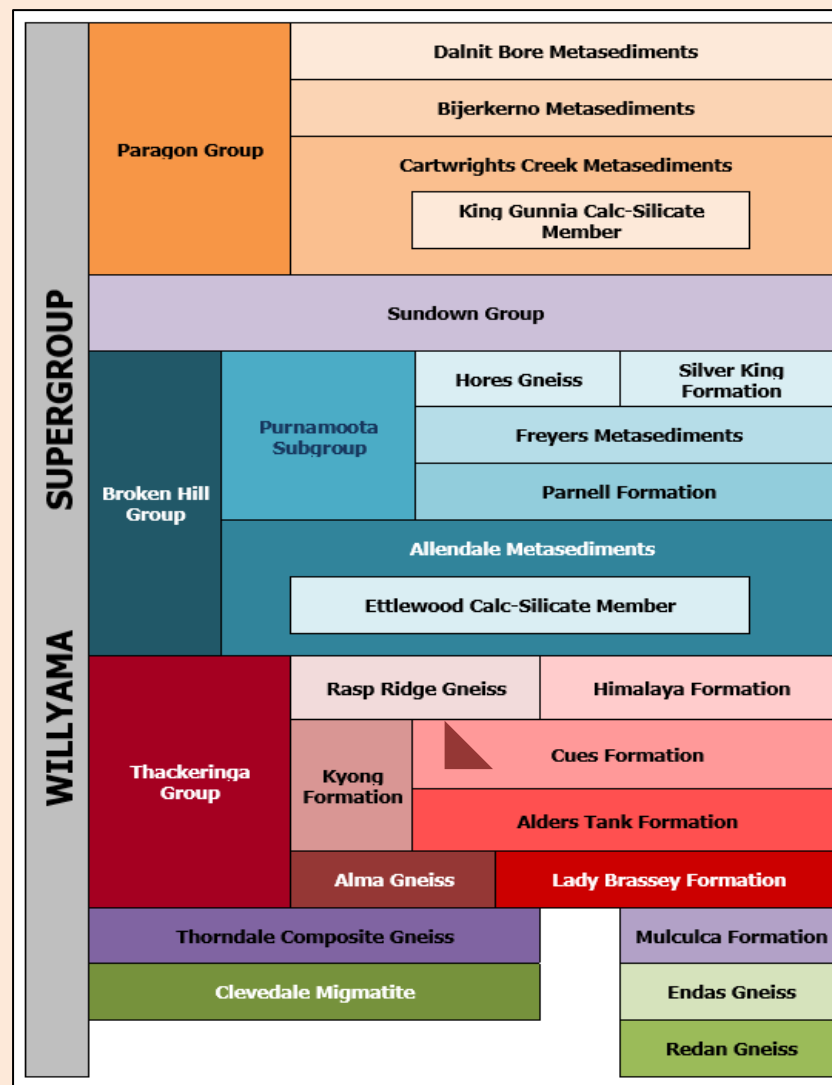 WILLYAMA SUPERGROUP
Paragon Group
Dalnit Bore Metasediments
Bijerkerno Metasediments
Cartwrights Creek Metasediments
King Gunnia Calc-Silicate
Member
Sundown Group
Broken Hill
Group
Purnamoota
Subgroup
Hores Gneiss
Silver King
Formation
Freyers Metasediments
Parnell Formation
Allendale Metasediments
Ettlewood Calc-Silicate Member
Thackeringa
Group
Rasp Ridge Gneiss
Himalaya Formation
Kyong
Formation
Cues Formation
Alders Tank Formation
Alma Gneiss
Lady Brassey Formation
Thorndale Composite Gneiss
Mulculca Formation
Clevedale Migmatite
Endas Gneiss
Redan Gneiss